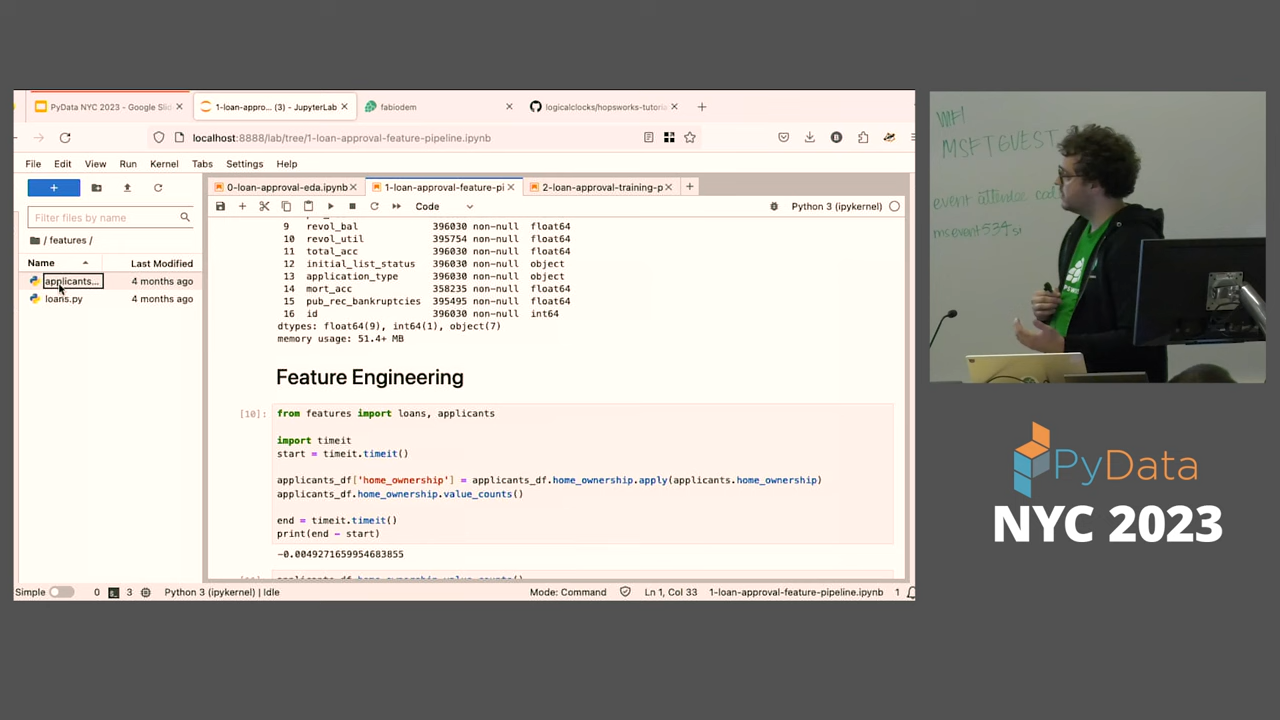 PyData NYC 2023 - Google Slid
1-loan-appro... (3) - JupyterLab
fabiodem
logicalclocks/hopsworks-tutoria
localhost:8888/lab/tree/1-loan-approval-feature-pipeline.ipynb
File Edit View Run Kernel Tabs Settings Help
0-loan-approval-eda.ipynb
1-loan-approval-feature-pi
2-loan-approval-training-p
Code
Python 3 (ipykernel)
Filter files by name
/ features /
Name Last Modified
applicants... 4 months ago
loans.py 4 months ago
9 revol_bal 396030 non-null float64
10 revol_util 395754 non-null float64
11 total_acc 396030 non-null float64
12 initial_list_status 396030 non-null object
13 application_type 396030 non-null object
14 mort_acc 358235 non-null float64
15 pub_rec_bankruptcies 395495 non-null float64
16 id 396030 non-null int64
dtypes: float64(9), int64(1), object(7)
memory usage: 51.4+ MB
Feature Engineering
[10]: from features import loans, applicants
import timeit
start = timeit.timeit()
applicants_df['home_ownership'] = applicants_df.home_ownership.apply(applicants.home_ownership)
applicants_df.home_ownership.value_counts()
end = timeit.timeit()
print(end - start)
-0.0049271659954683855
applicants_df.home_ownership.value_counts()
Simple 0 3 Python 3 (ipykernel) | Idle Mode: Command Ln 1, Col 33 1-loan-approval-feature-pipeline.ipynb 1
MSFTGUEST
event attendee
msevent534si
PyData
NYC 2023